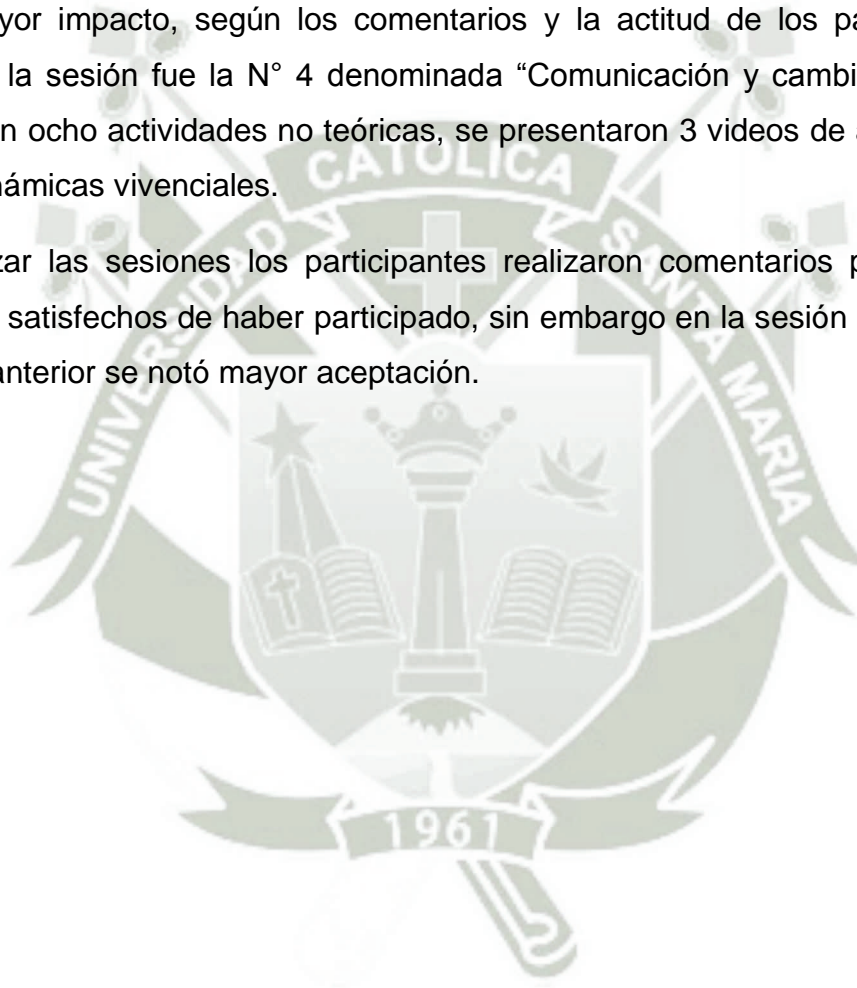 yor impacto, según los comentarios y la actitud de los pa
la sesión fue la N° 4 denominada “Comunicación y cambi
n ocho actividades no teóricas, se presentaron 3 videos de
námicas vivenciales.
zar las sesiones los participantes realizaron comentarios p
satisfechos de haber participado, sin embargo en la sesión
anterior se notó mayor aceptación.
UNIVERSIDAD CATOLICA SANTA MARIA
1961